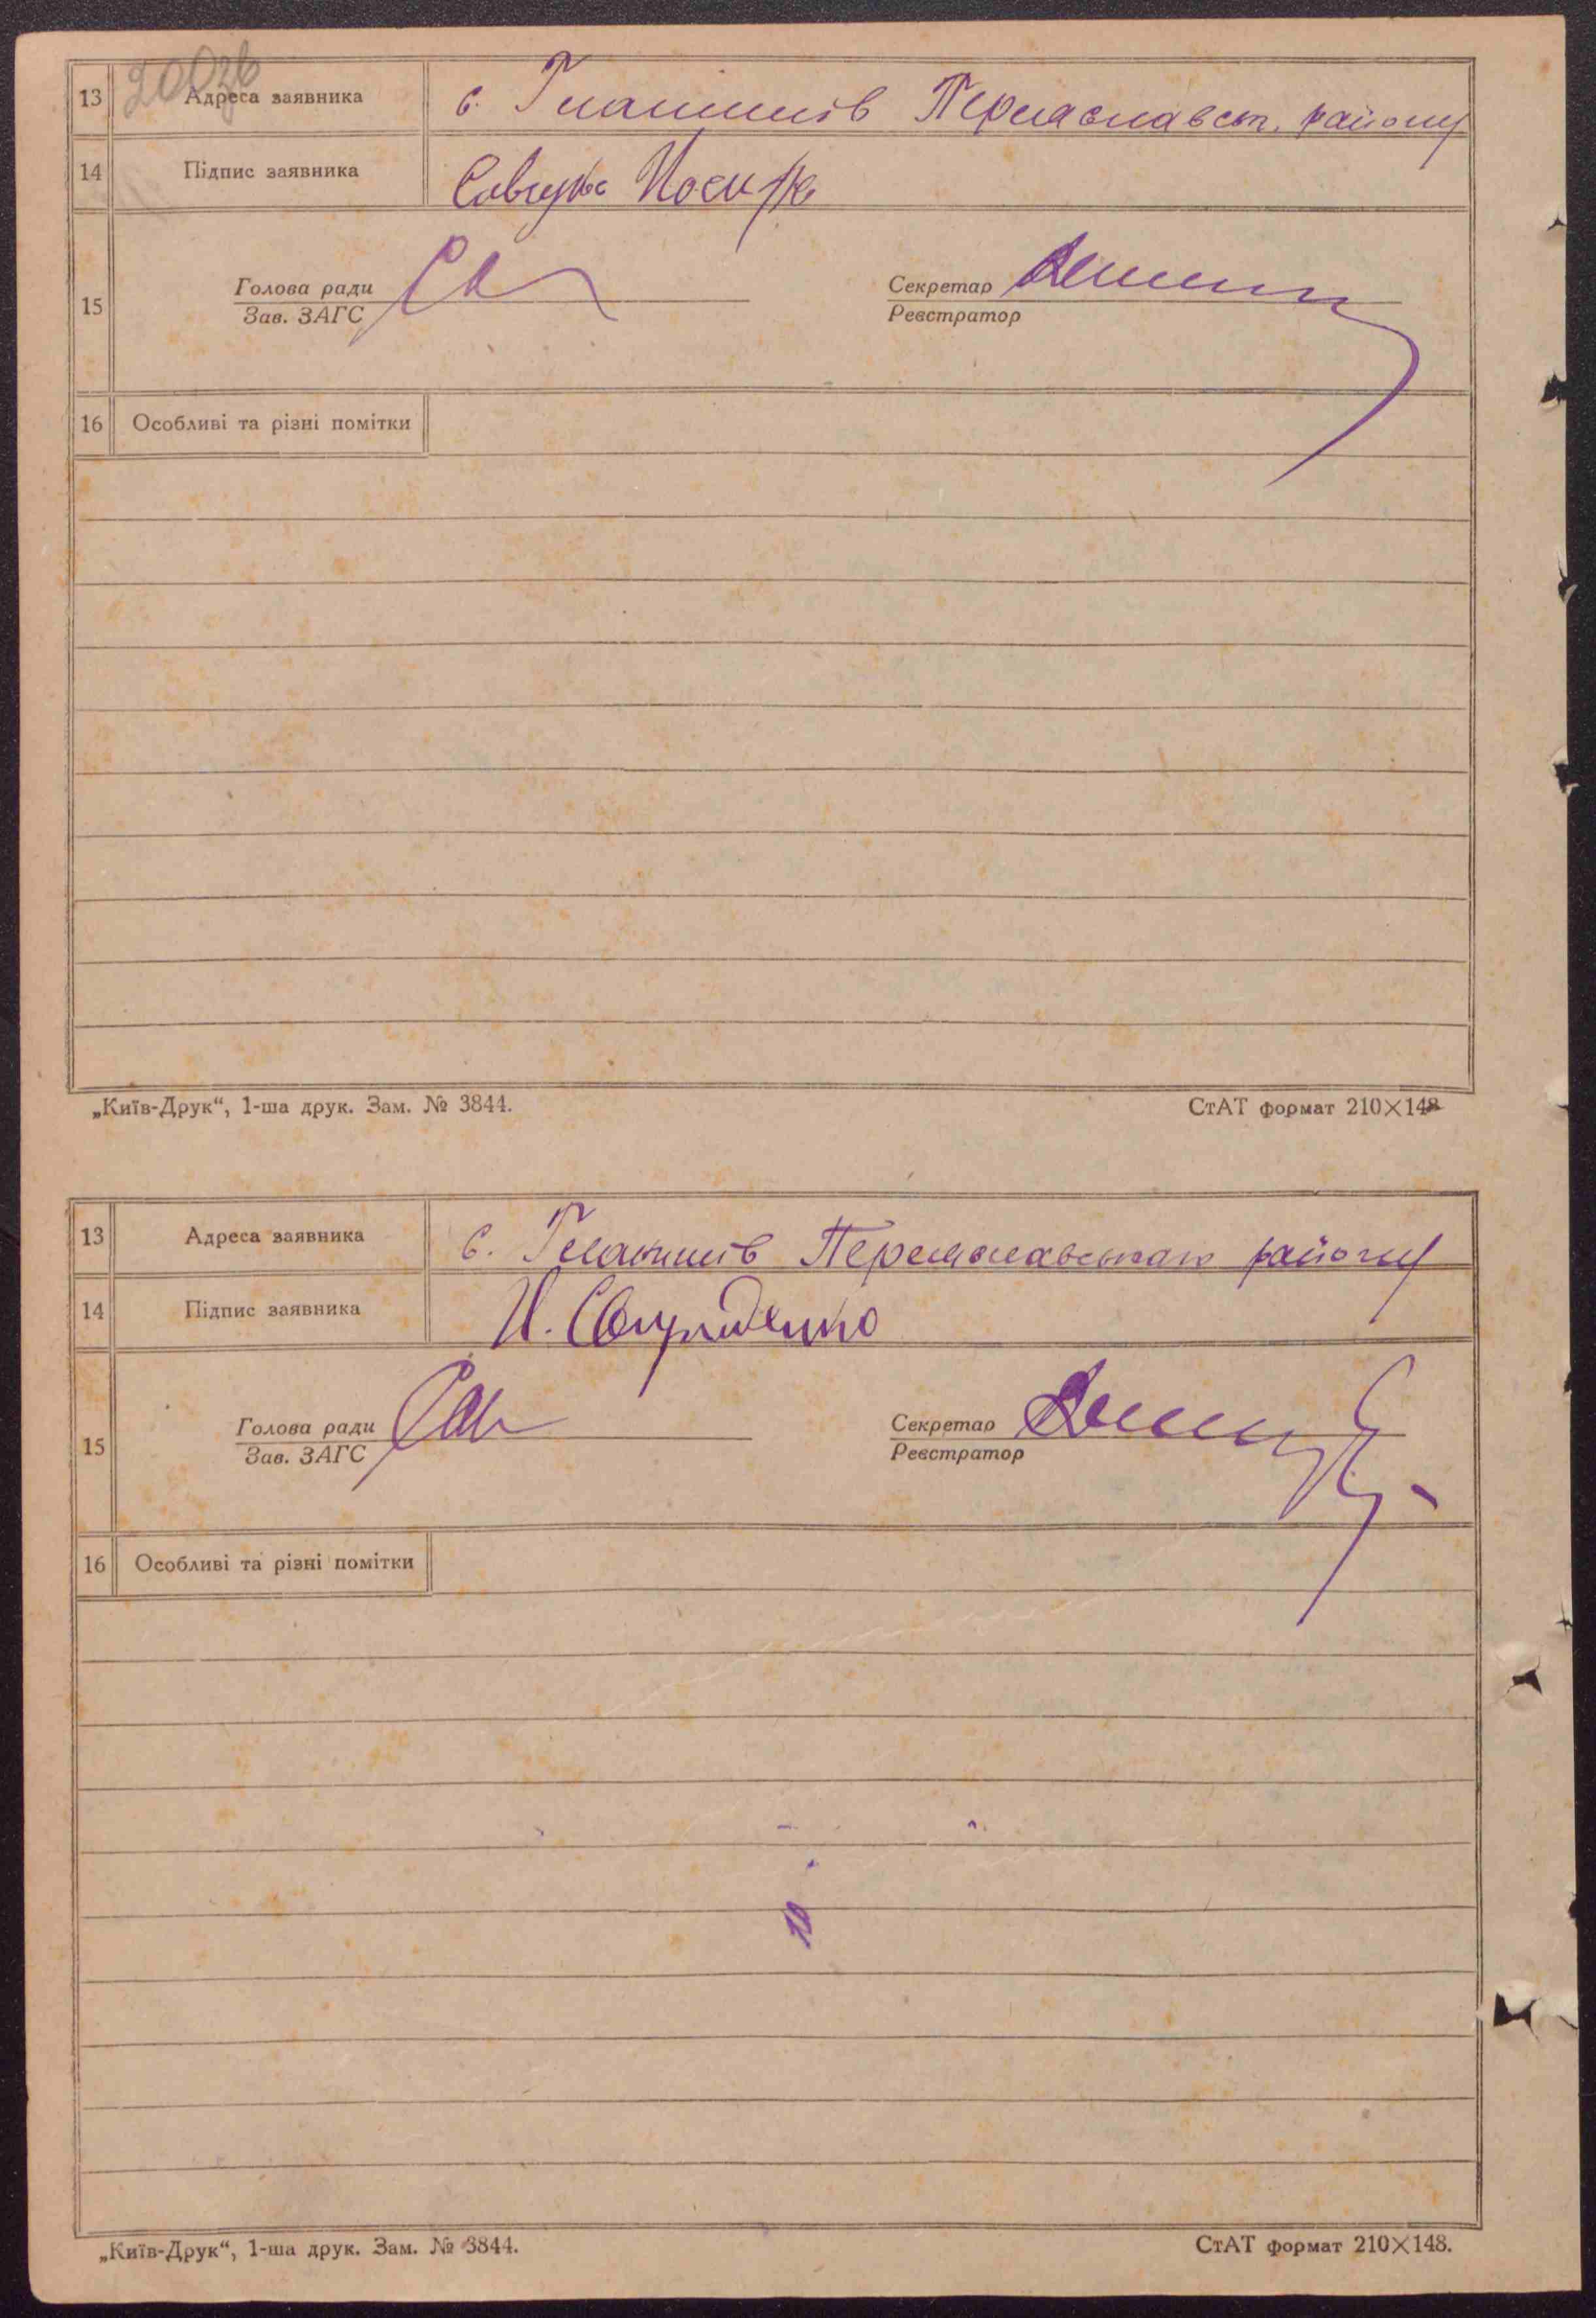 200зв
13 Адреса заявника с. Гланишів Переяславськ. району
14 Підпис заявника Савчук Йосип
Голова ради Секретар
15
Зав. ЗАГС Реєстратор
16 Особливі та різні помітки
„Київ-Друк“, 1-ша друк. Зам. № 3844. СтАТ формат 210×148
13 Адреса заявника с. Гланишів Переяславського району
14 Підпис заявника
Голова ради Секретар
15
Зав. ЗАГС Реєстратор
16 Особливі та різні помітки
„Київ-Друк“, 1-ша друк. Зам. № 3844. СтАТ формат 210×148.